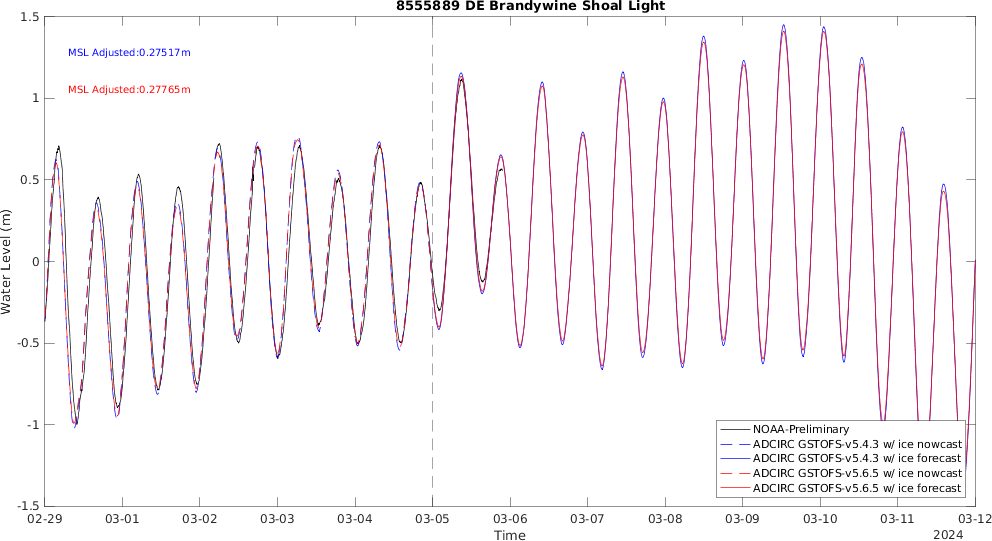 8555889 DE Brandywine Shoal Light
MSL Adjusted:0.27517m
MSL Adjusted:0.27765m
Water Level (m)
1.5
1
0.5
0
-0.5
-1
-1.5
NOAA-Preliminary
ADCIRC GSTOFS-v5.4.3 w/ ice nowcast
ADCIRC GSTOFS-v5.4.3 w/ ice forecast
ADCIRC GSTOFS-v5.6.5 w/ ice nowcast
ADCIRC GSTOFS-v5.6.5 w/ ice forecast
02-29 03-01 03-02 03-03 03-04 03-05 03-06 03-07 03-08 03-09 03-10 03-11 03-12
Time
2024